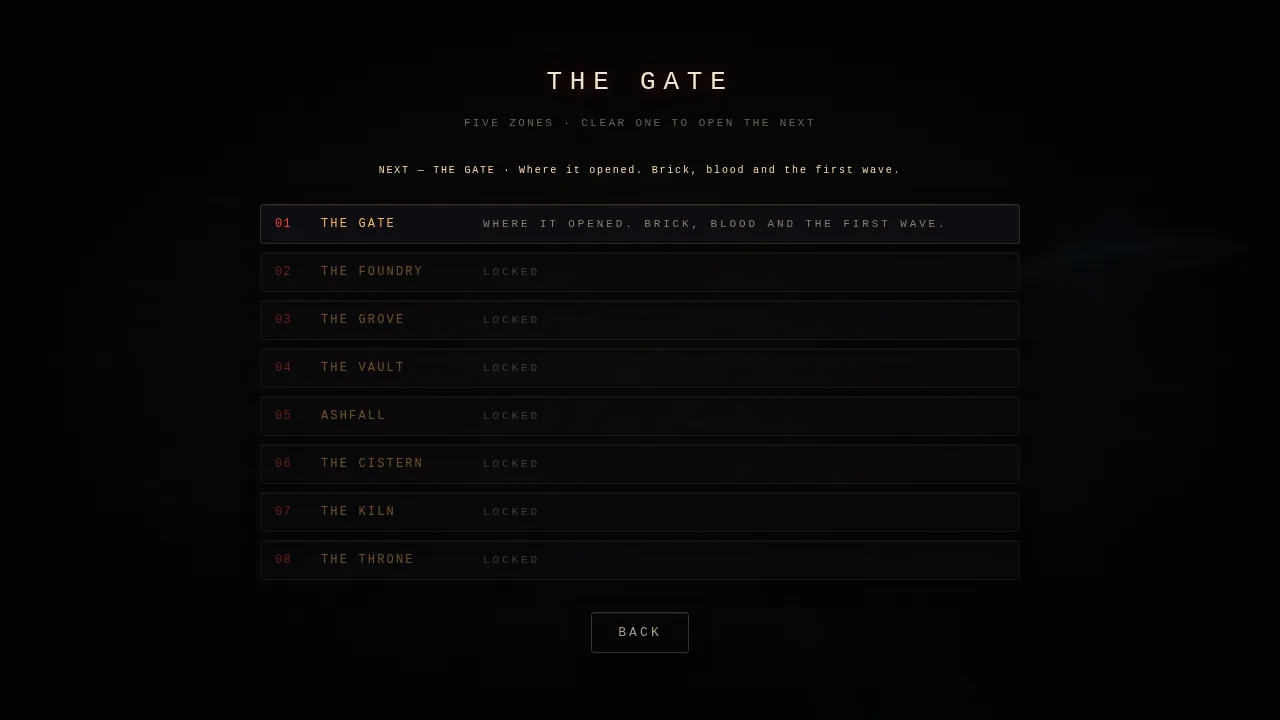 THE GATE
FIVE ZONES · CLEAR ONE TO OPEN THE NEXT
NEXT — THE GATE · Where it opened. Brick, blood and the first wave.
01 THE GATE WHERE IT OPENED. BRICK, BLOOD AND THE FIRST WAVE.
02 THE FOUNDRY LOCKED
03 THE GROVE LOCKED
04 THE VAULT LOCKED
05 ASHFALL LOCKED
06 THE CISTERN LOCKED
07 THE KILN LOCKED
08 THE THRONE LOCKED
BACK